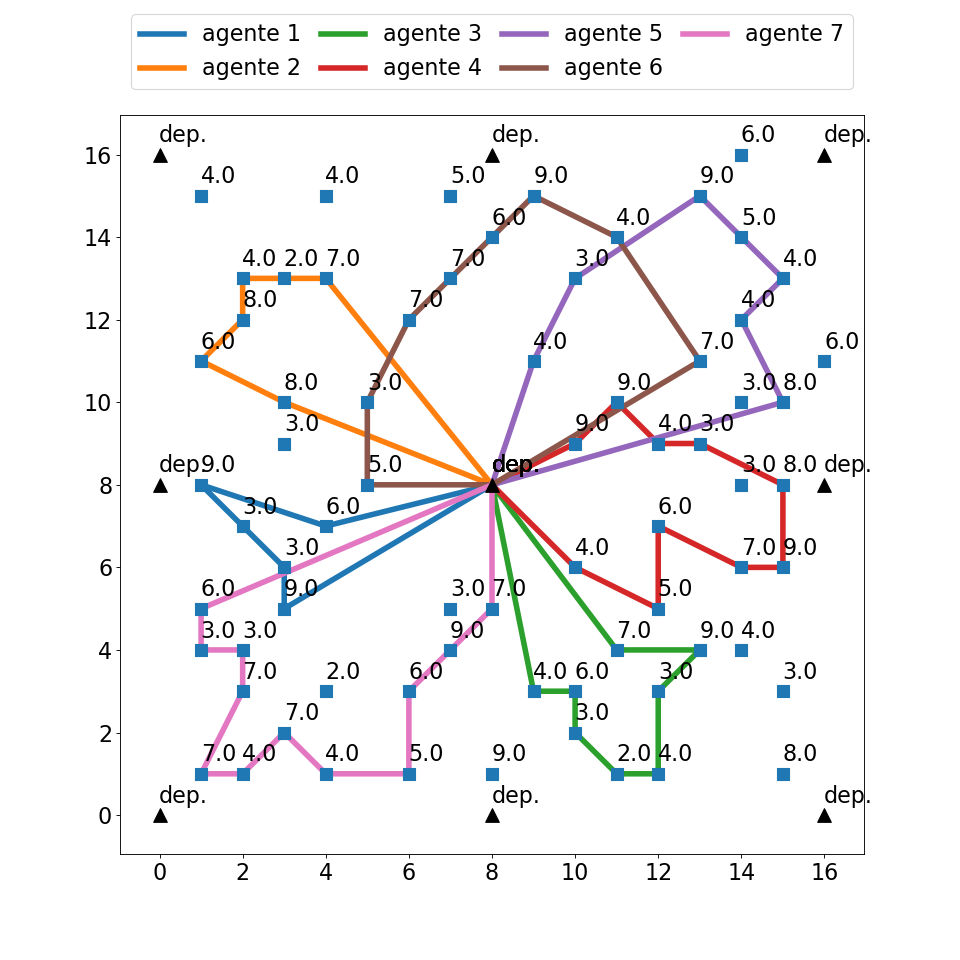 agente 1 agente 3 agente 5 agente 7
agente 2 agente 4 agente 6
dep. dep. 6.0 dep.
16
4.0 4.0 5.0 9.0 9.0
14 6.0 4.0 5.0
4.0 2.0 7.0 7.0 3.0 4.0
12 8.0 7.0 4.0
6.0 4.0 7.0 6.0
10 8.0 3.0 9.0 3.0 8.0
3.0 9.0 4.0 3.0
8 dep. 9.0 5.0 dep. dep. 3.0 8.0 dep.
3.0 6.0 6.0
6 3.0 4.0 7.0 9.0
6.0 9.0 3.0 7.0 5.0
4 3.0 3.0 9.0 7.0 9.0 4.0
7.0 2.0 6.0 4.0 6.0 3.0 3.0
2 7.0 3.0
7.0 4.0 4.0 5.0 9.0 2.0 4.0 8.0
0 dep. dep. dep.
0 2 4 6 8 10 12 14 16